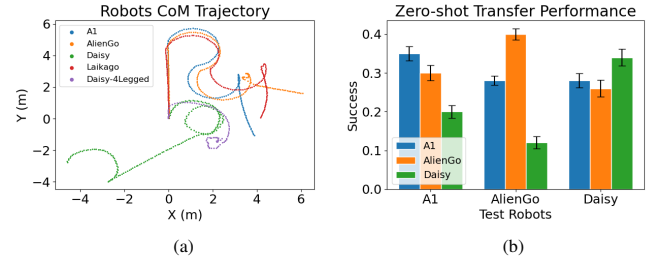 Robots CoM Trajectory
6
4
2
0
−2
−4
Y (m)
A1
AlienGo
Daisy
Laikago
Daisy-4Legged
−4 −2 0 2 4 6
X (m)
(a)
Zero-shot Transfer Performance
0.4
0.3
0.2
0.1
0.0
Success
A1
AlienGo
Daisy
A1 AlienGo Daisy
Test Robots
(b)